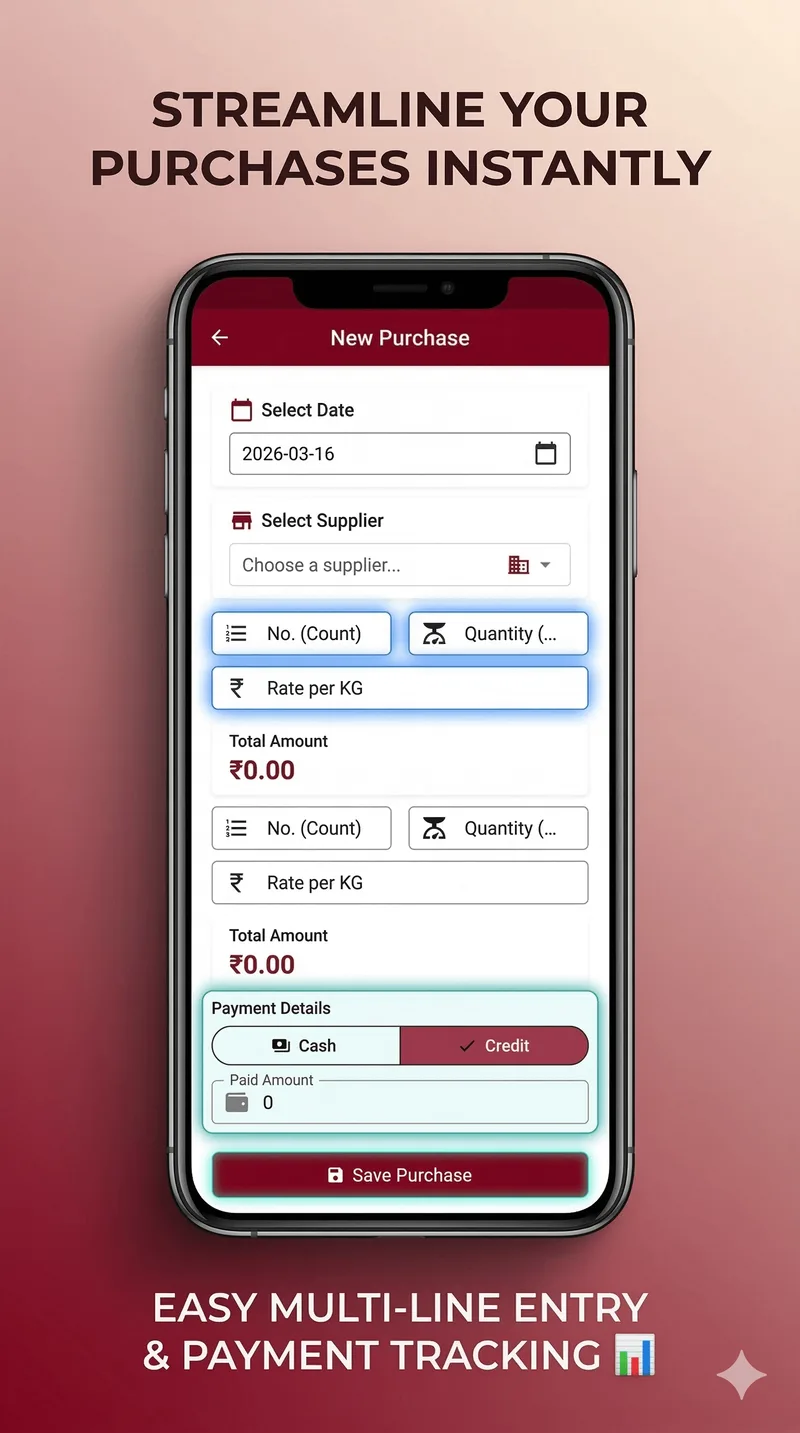 STREAMLINE YOUR
PURCHASES INSTANTLY
New Purchase
Select Date
2026-03-16
Select Supplier
Choose a supplier...
No. (Count)
Quantity (...
Rate per KG
Total Amount
₹0.00
No. (Count)
Quantity (...
₹ Rate per KG
Total Amount
₹0.00
Payment Details
Cash
Credit
Paid Amount
0
Save Purchase
EASY MULTI-LINE ENTRY
& PAYMENT TRACKING 📊